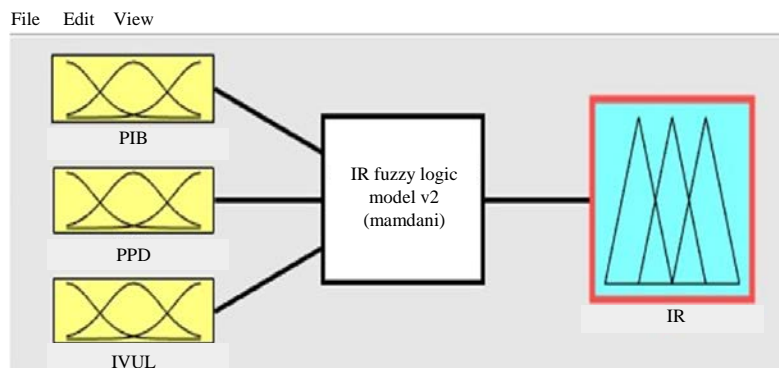 File Edit View
PIB
IR fuzzy logic
model v2
(mamdani)
PPD
IR
IVUL